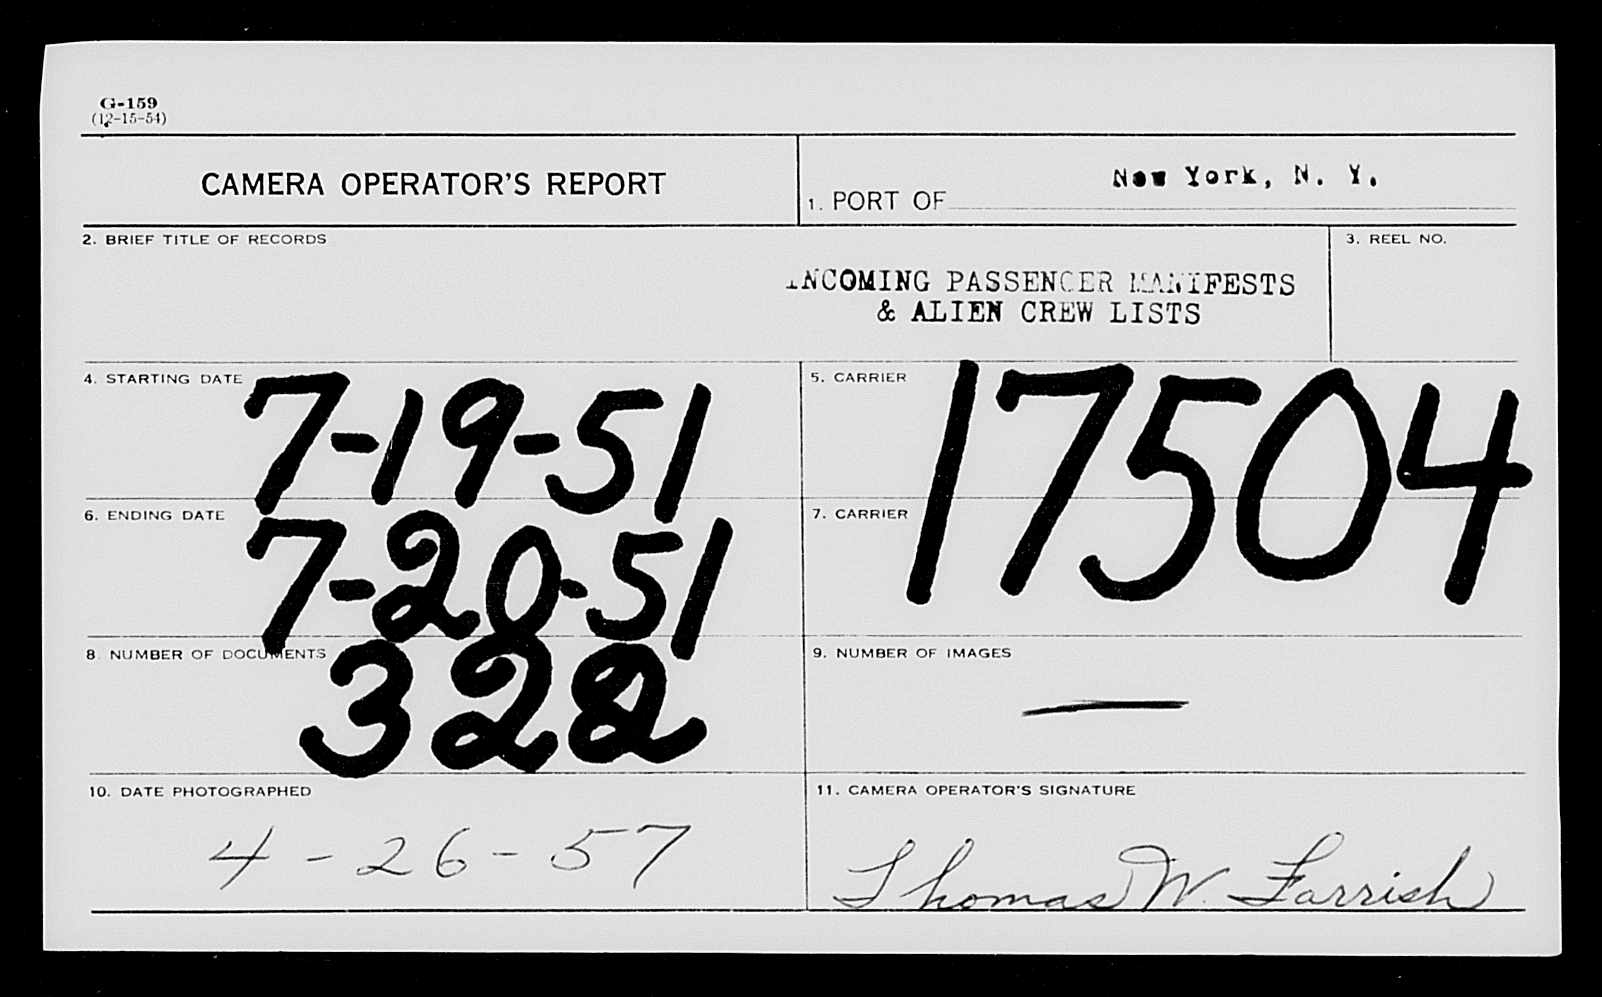 G-159
(12-15-54)
CAMERA OPERATOR'S REPORT
1. PORT OF New York, N. Y.
2. BRIEF TITLE OF RECORDS
3. REEL NO.
INCOMING PASSENGER MANIFESTS
& ALIEN CREW LISTS
4. STARTING DATE 7-19-51
5. CARRIER 17504
6. ENDING DATE 7-20-51
7. CARRIER
8. NUMBER OF DOCUMENTS 322
9. NUMBER OF IMAGES —
10. DATE PHOTOGRAPHED
11. CAMERA OPERATOR'S SIGNATURE
4-26-57
Thomas W. Farrish